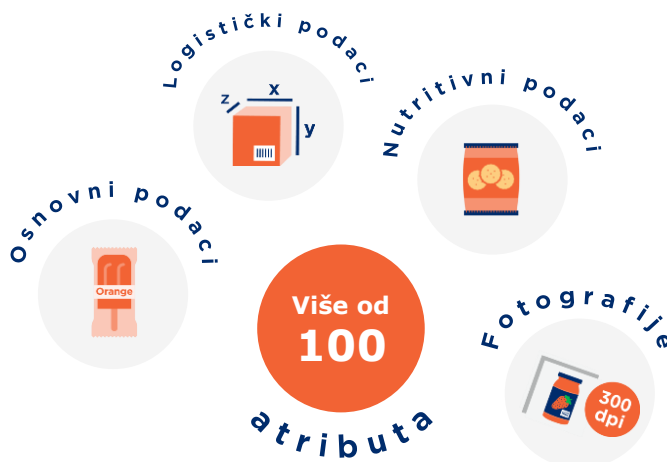 Logistički podaci
x
z
y
Nutritivni podaci
Osnovni podaci
Orange
Više od
100
atributa
Fotografije
300
dpi